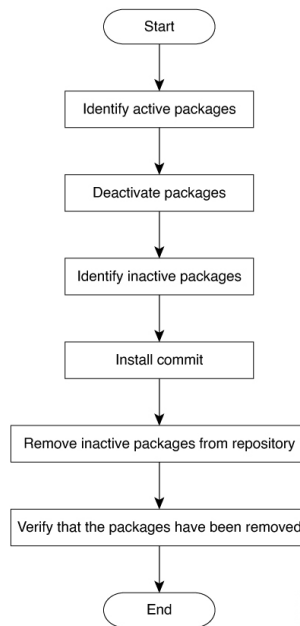 Start
Identify active packages
Deactivate packages
Identify inactive packages
Install commit
Remove inactive packages from repository
Verify that the packages have been removed
End